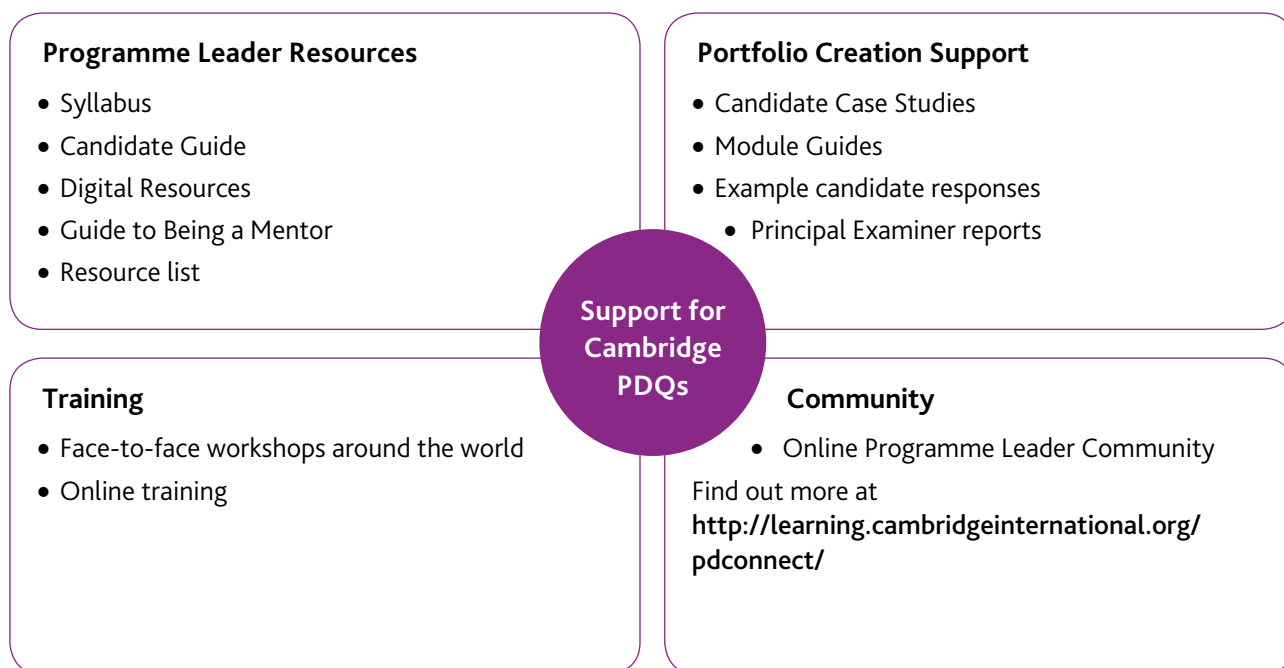 Programme Leader Resources
• Syllabus
• Candidate Guide
• Digital Resources
• Guide to Being a Mentor
• Resource list
Portfolio Creation Support
• Candidate Case Studies
• Module Guides
• Example candidate responses
• Principal Examiner reports
Support for
Cambridge
PDQs
Training
• Face-to-face workshops around the world
• Online training
Community
• Online Programme Leader Community
Find out more at
http://learning.cambridgeinternational.org/
pdconnect/